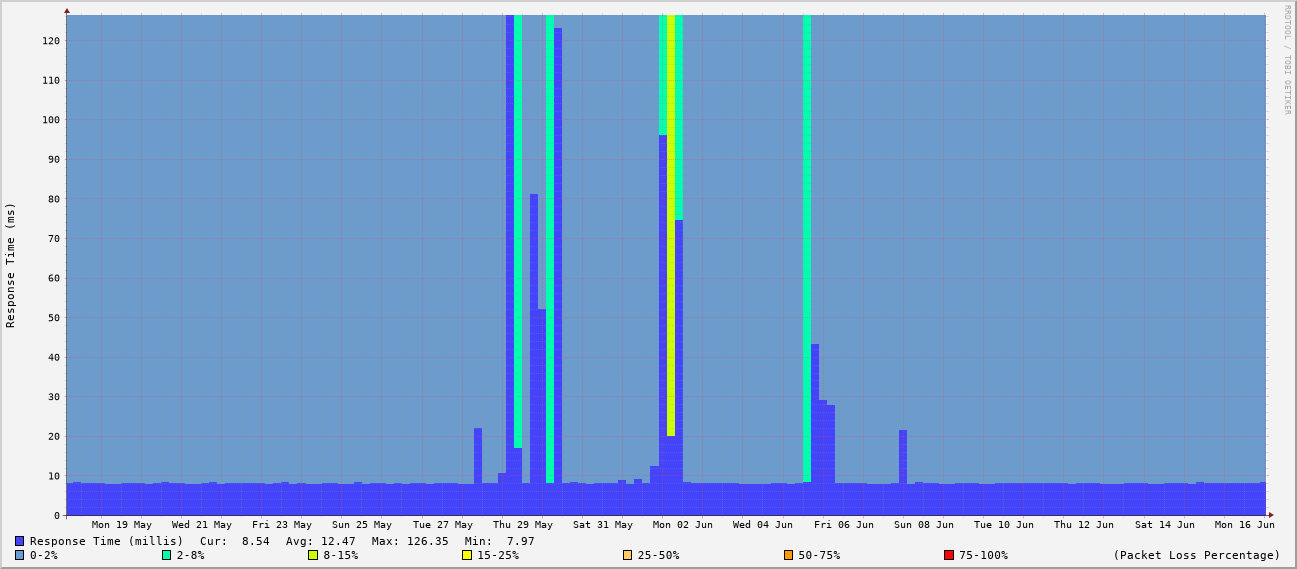 RRDTOOL / TOBI OETIKER
Response Time (ms)
120
110
100
90
80
70
60
50
40
30
20
10
0
Mon 19 May Wed 21 May Fri 23 May Sun 25 May Tue 27 May Thu 29 May Sat 31 May Mon 02 Jun Wed 04 Jun Fri 06 Jun Sun 08 Jun Tue 10 Jun Thu 12 Jun Sat 14 Jun Mon 16 Jun
Response Time (millis) Cur: 8.54 Avg: 12.47 Max: 126.35 Min: 7.97
0-2% 2-8% 8-15% 15-25% 25-50% 50-75% 75-100% (Packet Loss Percentage)